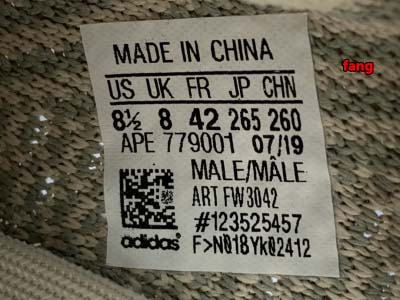 MADE IN CHINA
US UK FR JP CHN
8½ 8 42 265 260
APE 779001 07/19
MALE/MÂLE
ART FW3042
#123525457
adidas® F>N018Yk02412
fang